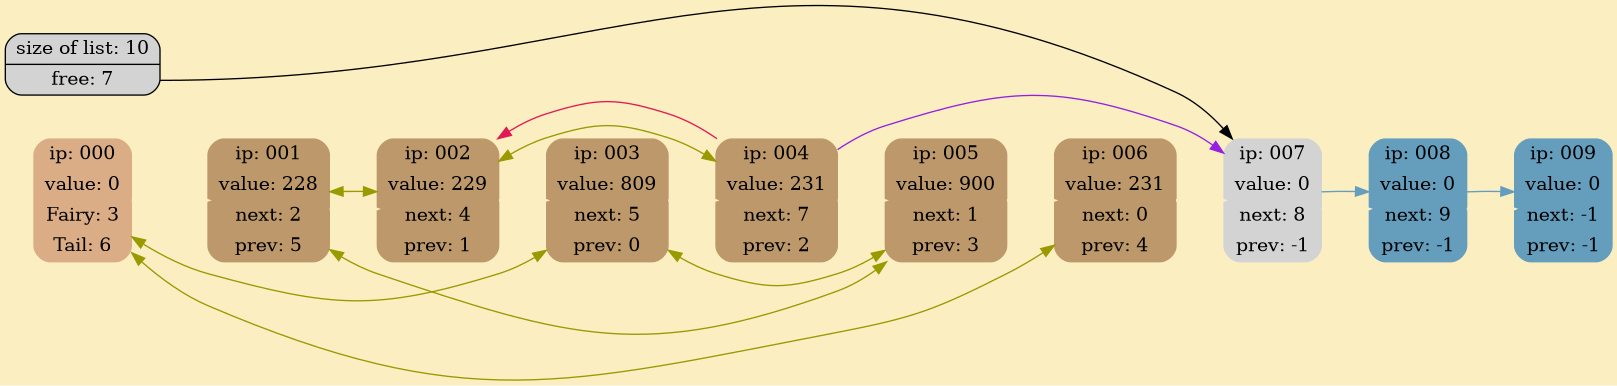 size of list: 10
free: 7
ip: 000
value: 0
Fairy: 3
Tail: 6
ip: 001
value: 228
next: 2
prev: 5
ip: 002
value: 229
next: 4
prev: 1
ip: 003
value: 809
next: 5
prev: 0
ip: 004
value: 231
next: 7
prev: 2
ip: 005
value: 900
next: 1
prev: 3
ip: 006
value: 231
next: 0
prev: 4
ip: 007
value: 0
next: 8
prev: -1
ip: 008
value: 0
next: 9
prev: -1
ip: 009
value: 0
next: -1
prev: -1